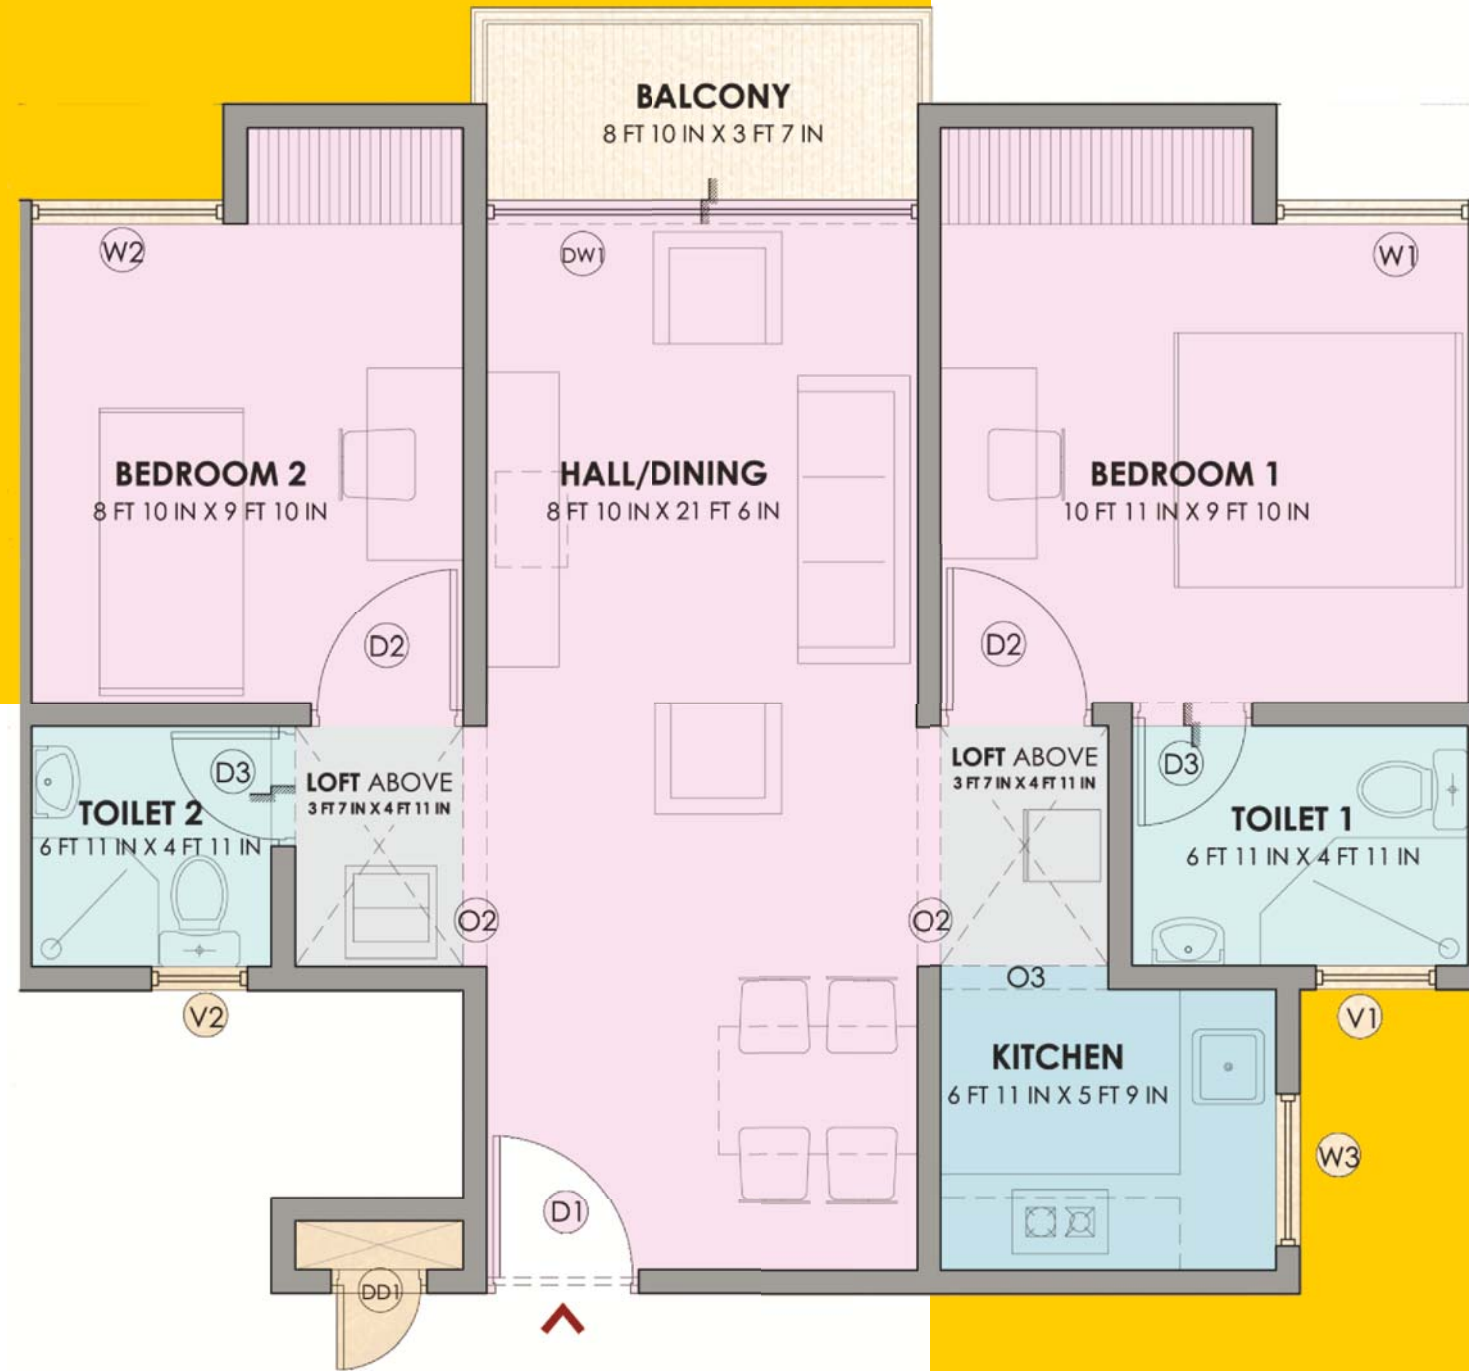 BALCONY
8 FT 10 IN X 3 FT 7 IN
W2
DW1
W1
BEDROOM 2
8 FT 10 IN X 9 FT 10 IN
HALL/DINING
8 FT 10 IN X 21 FT 6 IN
BEDROOM 1
10 FT 11 IN X 9 FT 10 IN
D2
D2
D3
LOFT ABOVE
3 FT 7 IN X 4 FT 11 IN
LOFT ABOVE
3 FT 7 IN X 4 FT 11 IN
D3
TOILET 2
6 FT 11 IN X 4 FT 11 IN
TOILET 1
6 FT 11 IN X 4 FT 11 IN
O2
O2
O3
V2
V1
KITCHEN
6 FT 11 IN X 5 FT 9 IN
W3
D1
DD1